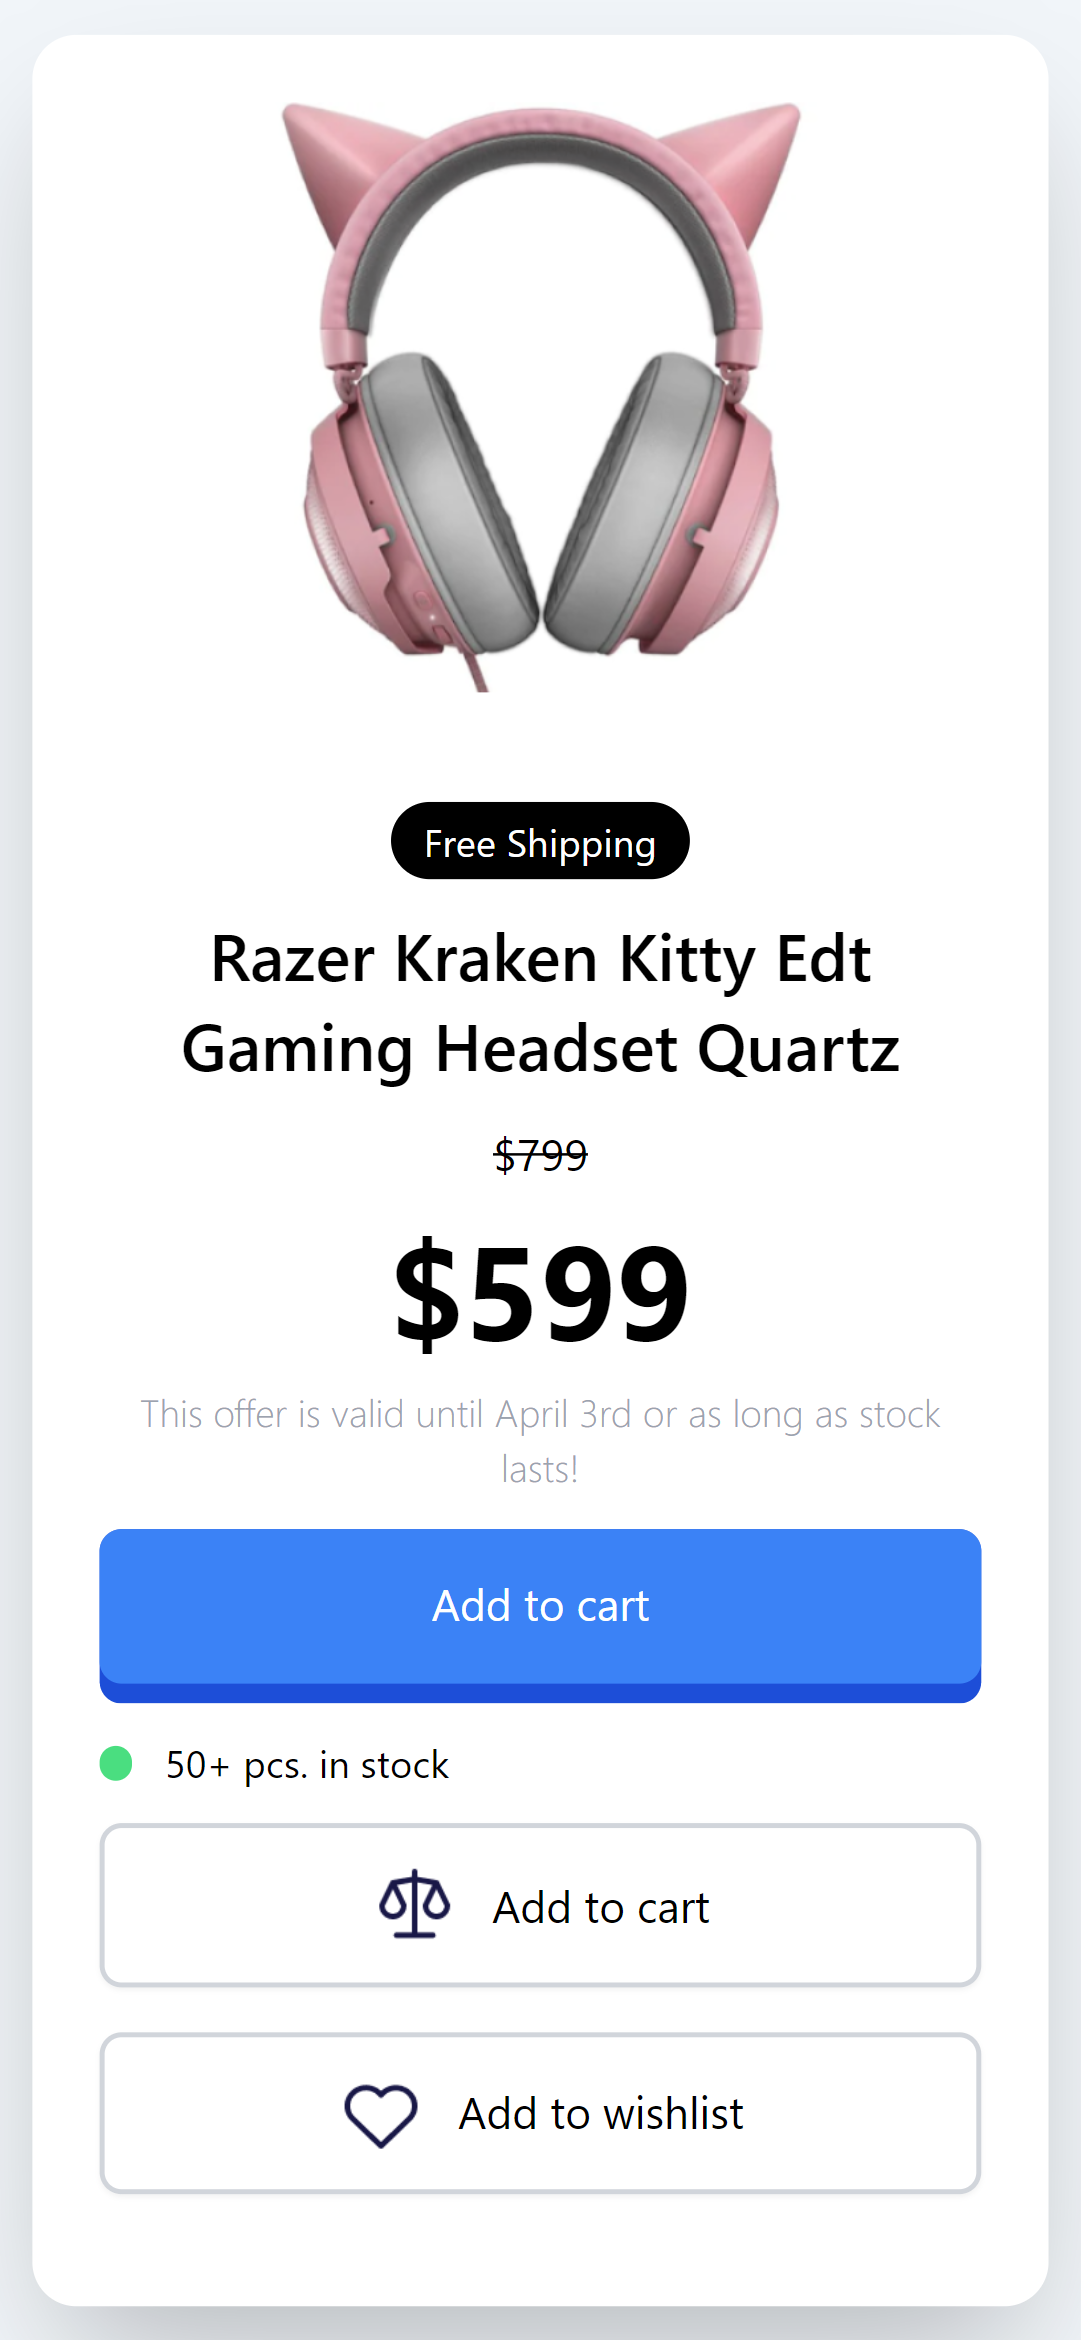 Free Shipping
Razer Kraken Kitty Edt
Gaming Headset Quartz
$799
$599
This offer is valid until April 3rd or as long as stock
lasts!
Add to cart
50+ pcs. in stock
Add to cart
Add to wishlist